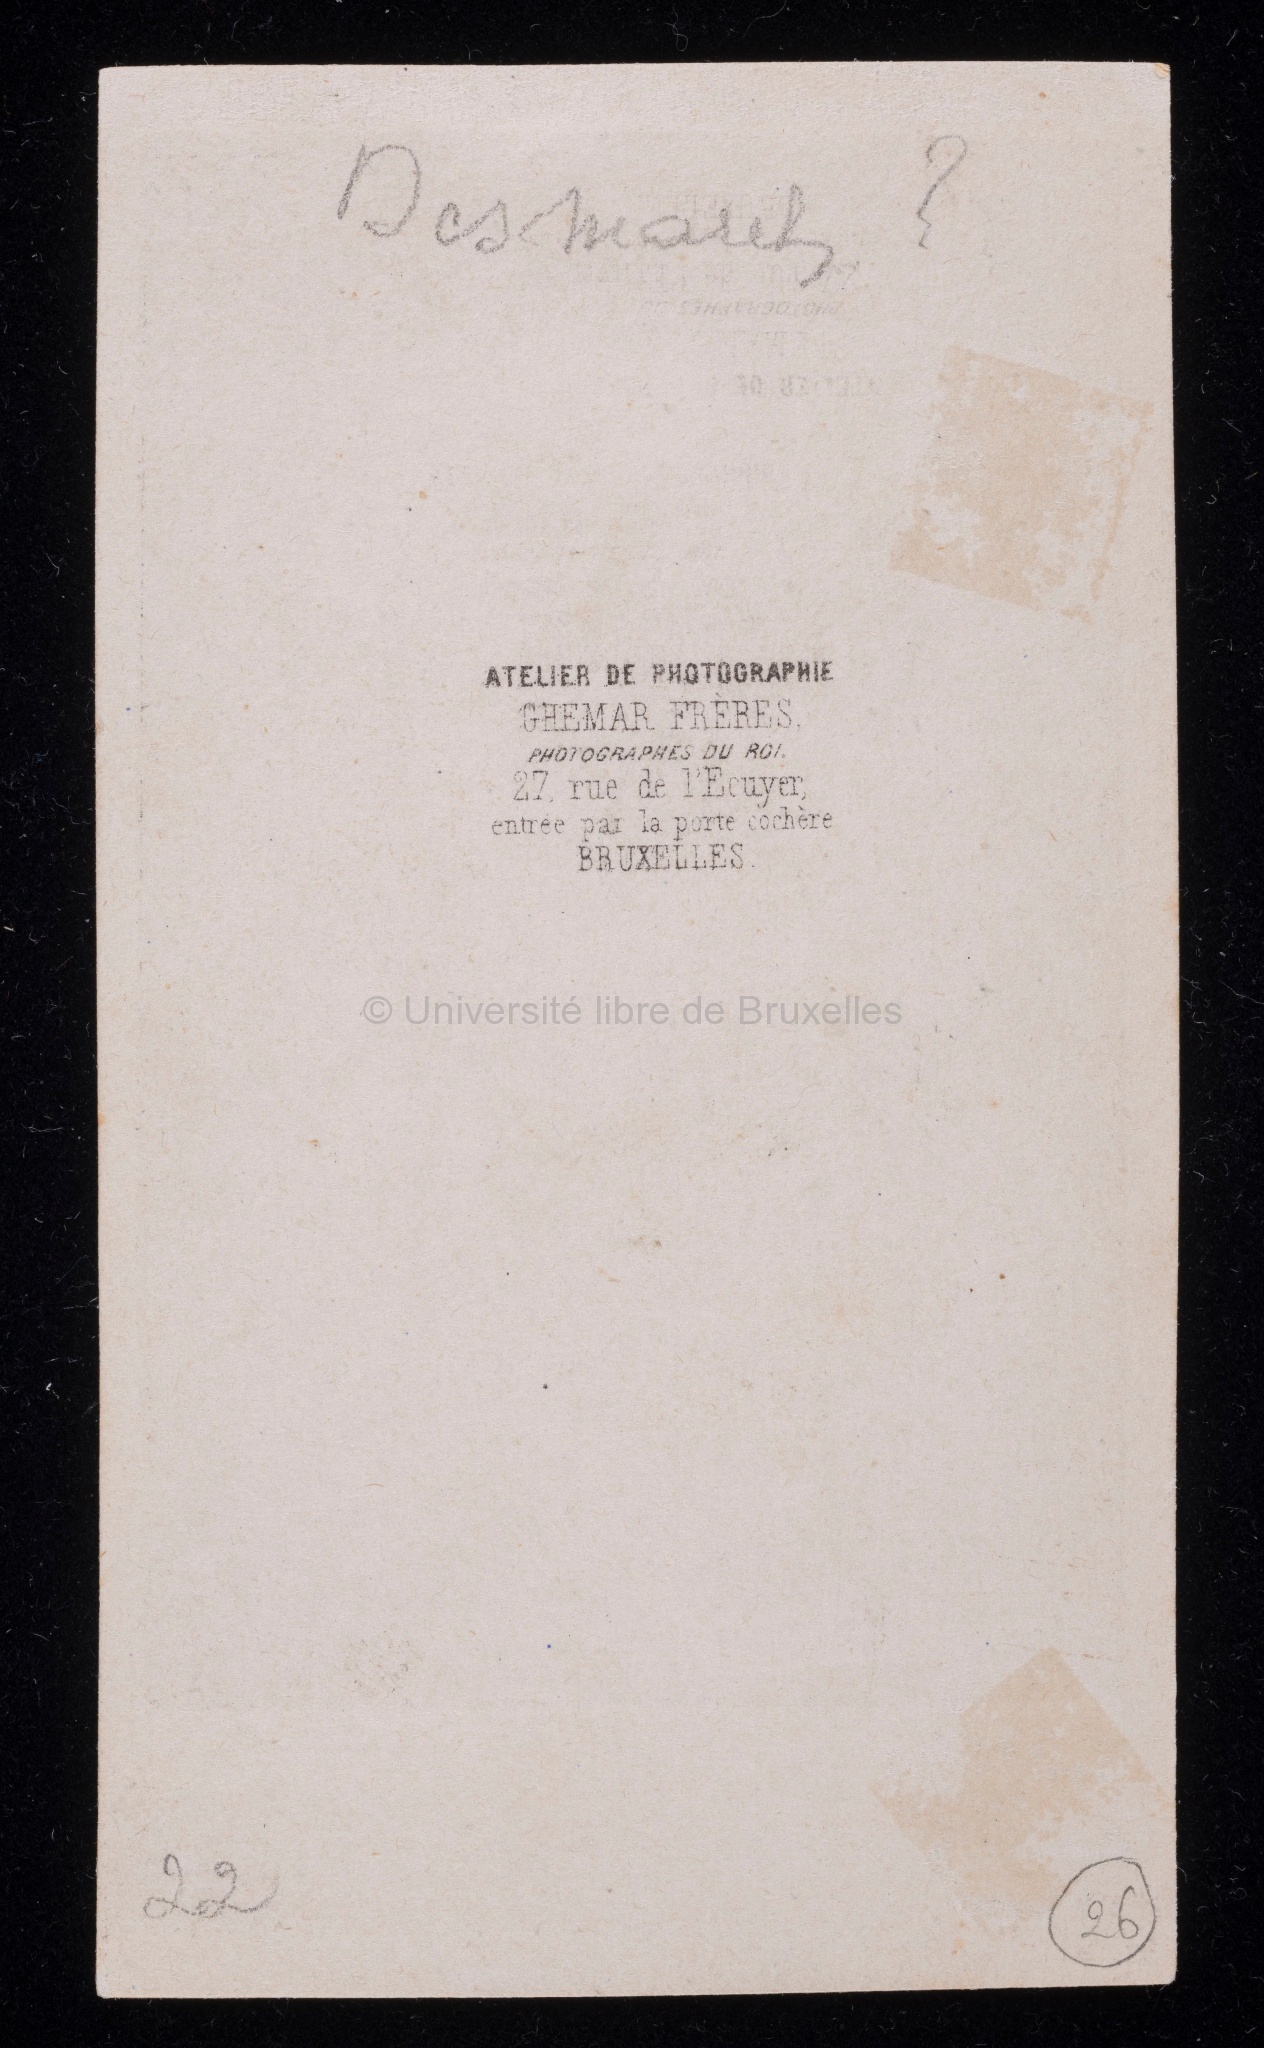 Desmareth ?
ATELIER DE PHOTOGRAPHIE
GHEMAR FRÈRES.
PHOTOGRAPHES DU ROI.
27, rue de l'Ecuyer,
entrée par la porte cochère
BRUXELLES.
© Université libre de Bruxelles
22
26